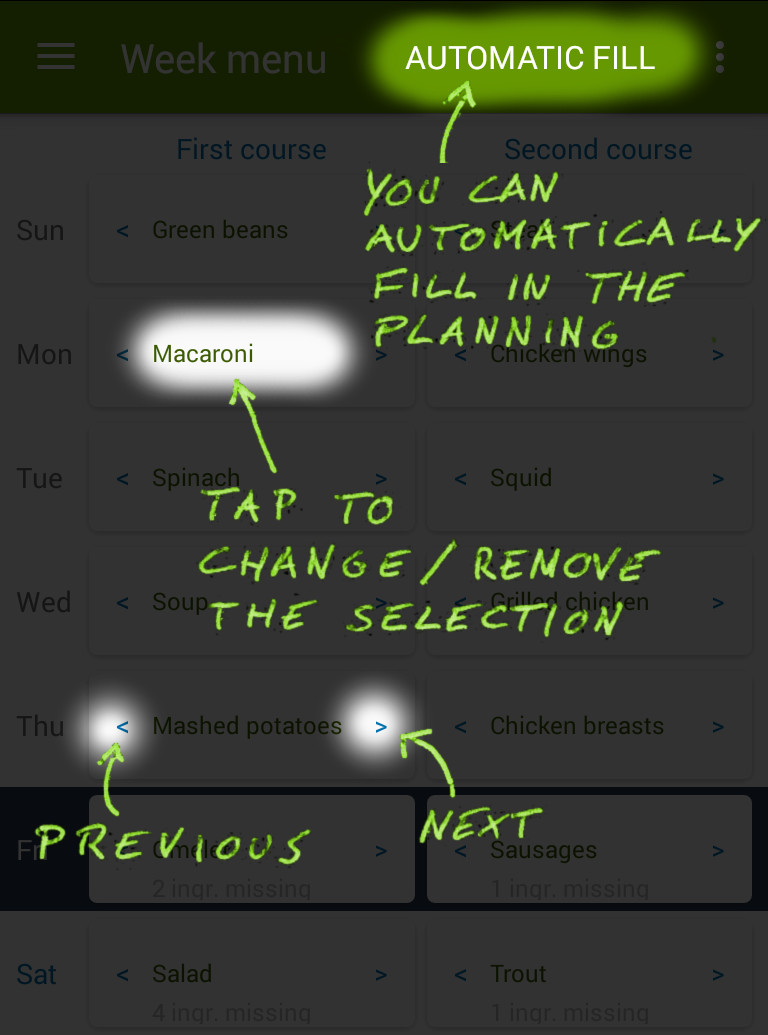 Week menu AUTOMATIC FILL
First course Second course
YOU CAN
AUTOMATICALLY
FILL IN THE
PLANNING
Sun < Green beans
Mon < Macaroni > < Chicken wings >
Tue < Spinach > < Squid >
TAP TO
CHANGE / REMOVE
THE SELECTION
Wed < Soup > < Grilled chicken >
Thu < Mashed potatoes > < Chicken breasts >
PREVIOUS
NEXT
> < Sausages >
2 ingr. missing 1 ingr. missing
Sat < Salad > < Trout >
4 ingr. missing 1 ingr. missing